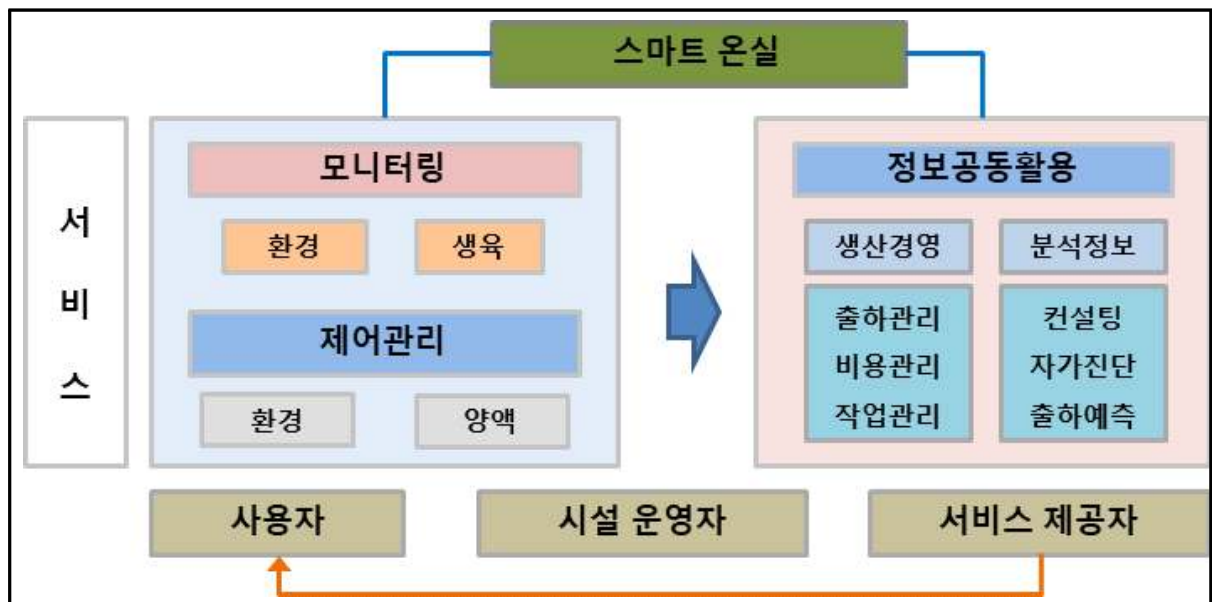 스마트 온실
서비스
모니터링
환경
생육
제어관리
환경
양액
정보공동활용
생산경영
분석정보
출하관리
비용관리
작업관리
컨설팅
자가진단
출하예측
사용자
시설 운영자
서비스 제공자